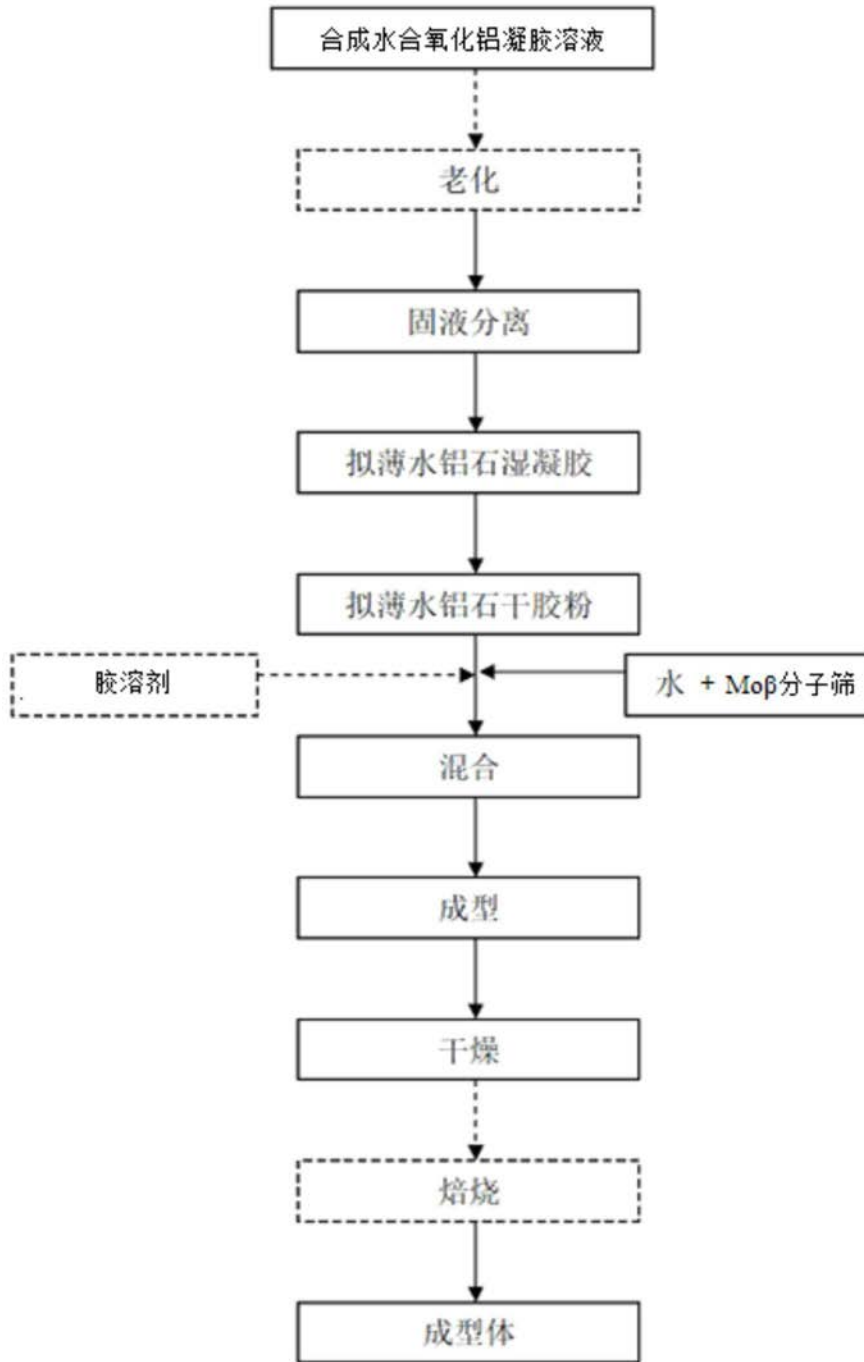 合成水合氧化铝凝胶溶液
老化
固液分离
拟薄水铝石湿凝胶
拟薄水铝石干胶粉
胶溶剂
水 + Moβ分子筛
混合
成型
干燥
焙烧
成型体